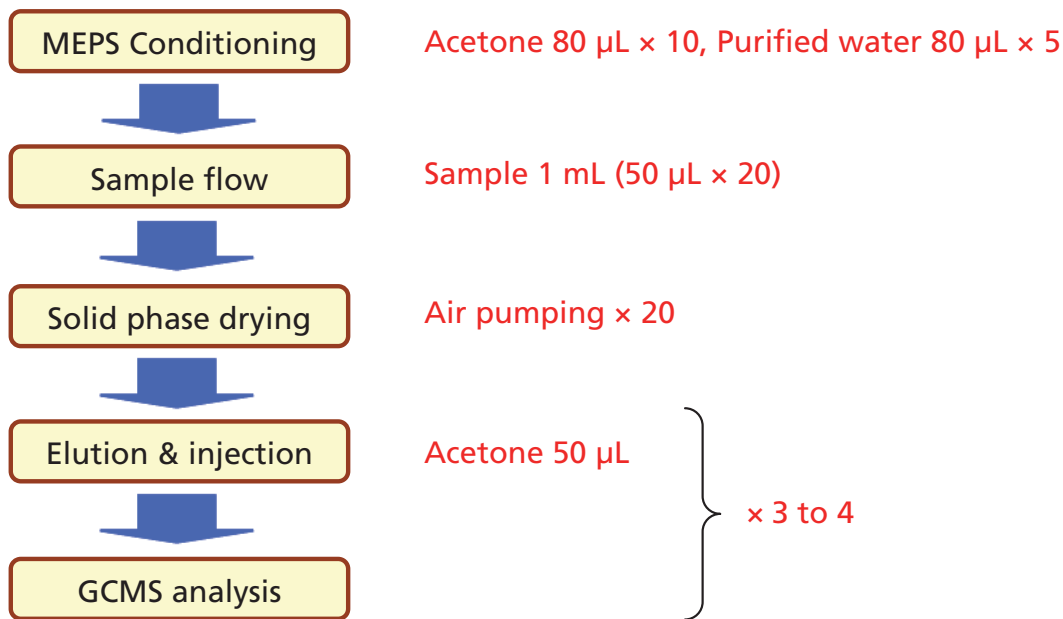 MEPS Conditioning
Acetone 80 µL × 10, Purified water 80 µL × 5
Sample flow
Sample 1 mL (50 µL × 20)
Solid phase drying
Air pumping × 20
Elution & injection
Acetone 50 µL
× 3 to 4
GCMS analysis